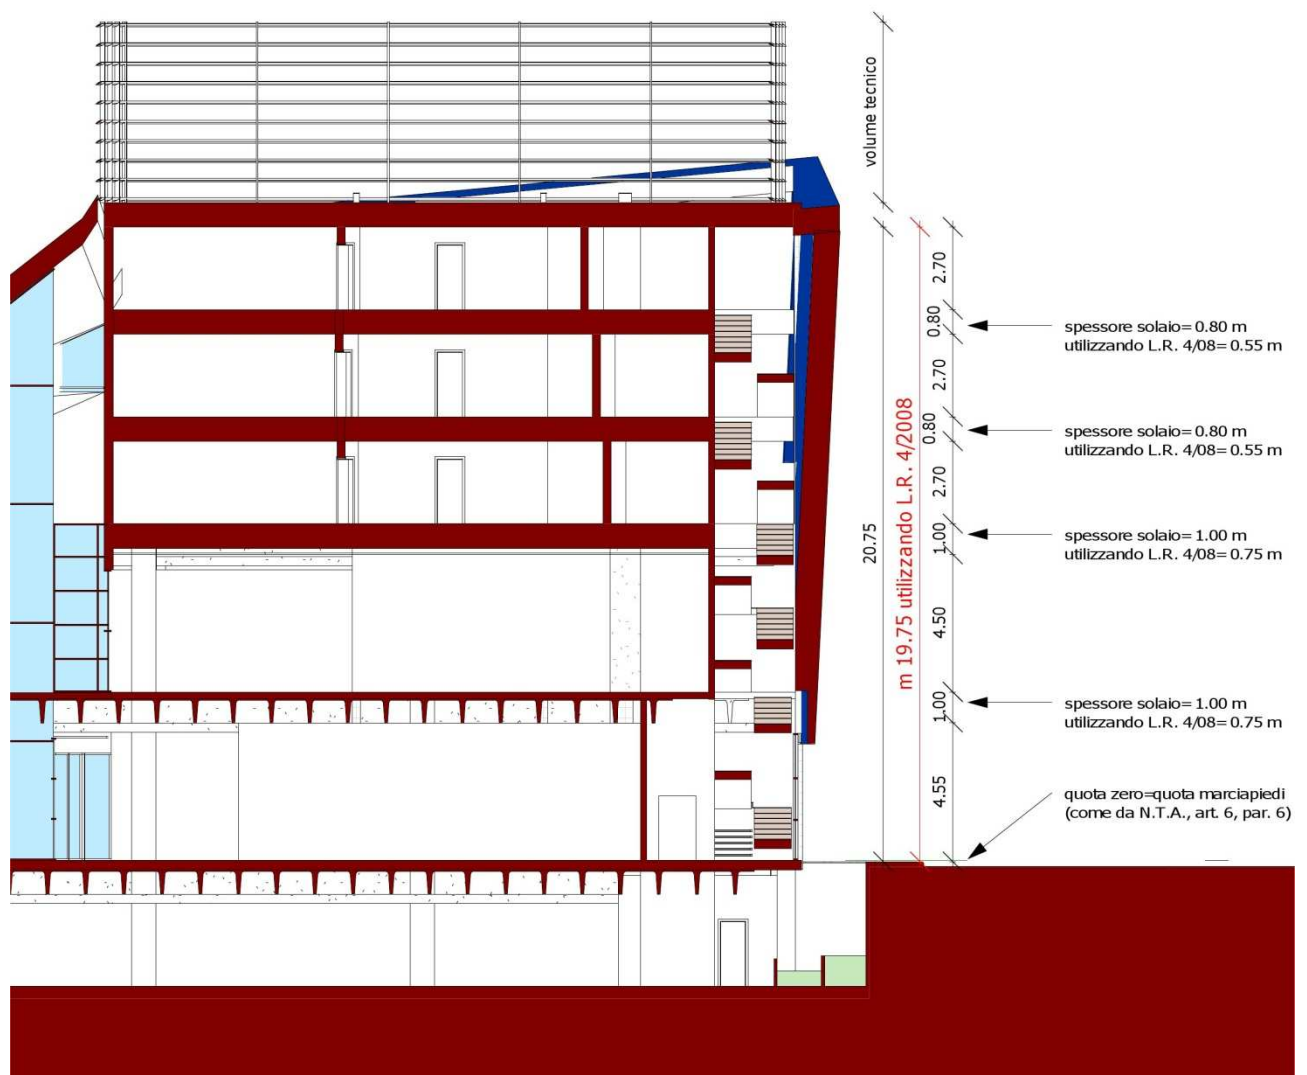 volume tecnico
20.75
m 19.75 utilizzando L.R. 4/2008
2.70
0.80
2.70
0.80
2.70
1.00
4.50
1.00
4.55
spessore solaio= 0.80 m
utilizzando L.R. 4/08= 0.55 m
spessore solaio= 0.80 m
utilizzando L.R. 4/08= 0.55 m
spessore solaio= 1.00 m
utilizzando L.R. 4/08= 0.75 m
spessore solaio= 1.00 m
utilizzando L.R. 4/08= 0.75 m
quota zero=quota marciapiedi
(come da N.T.A., art. 6, par. 6)